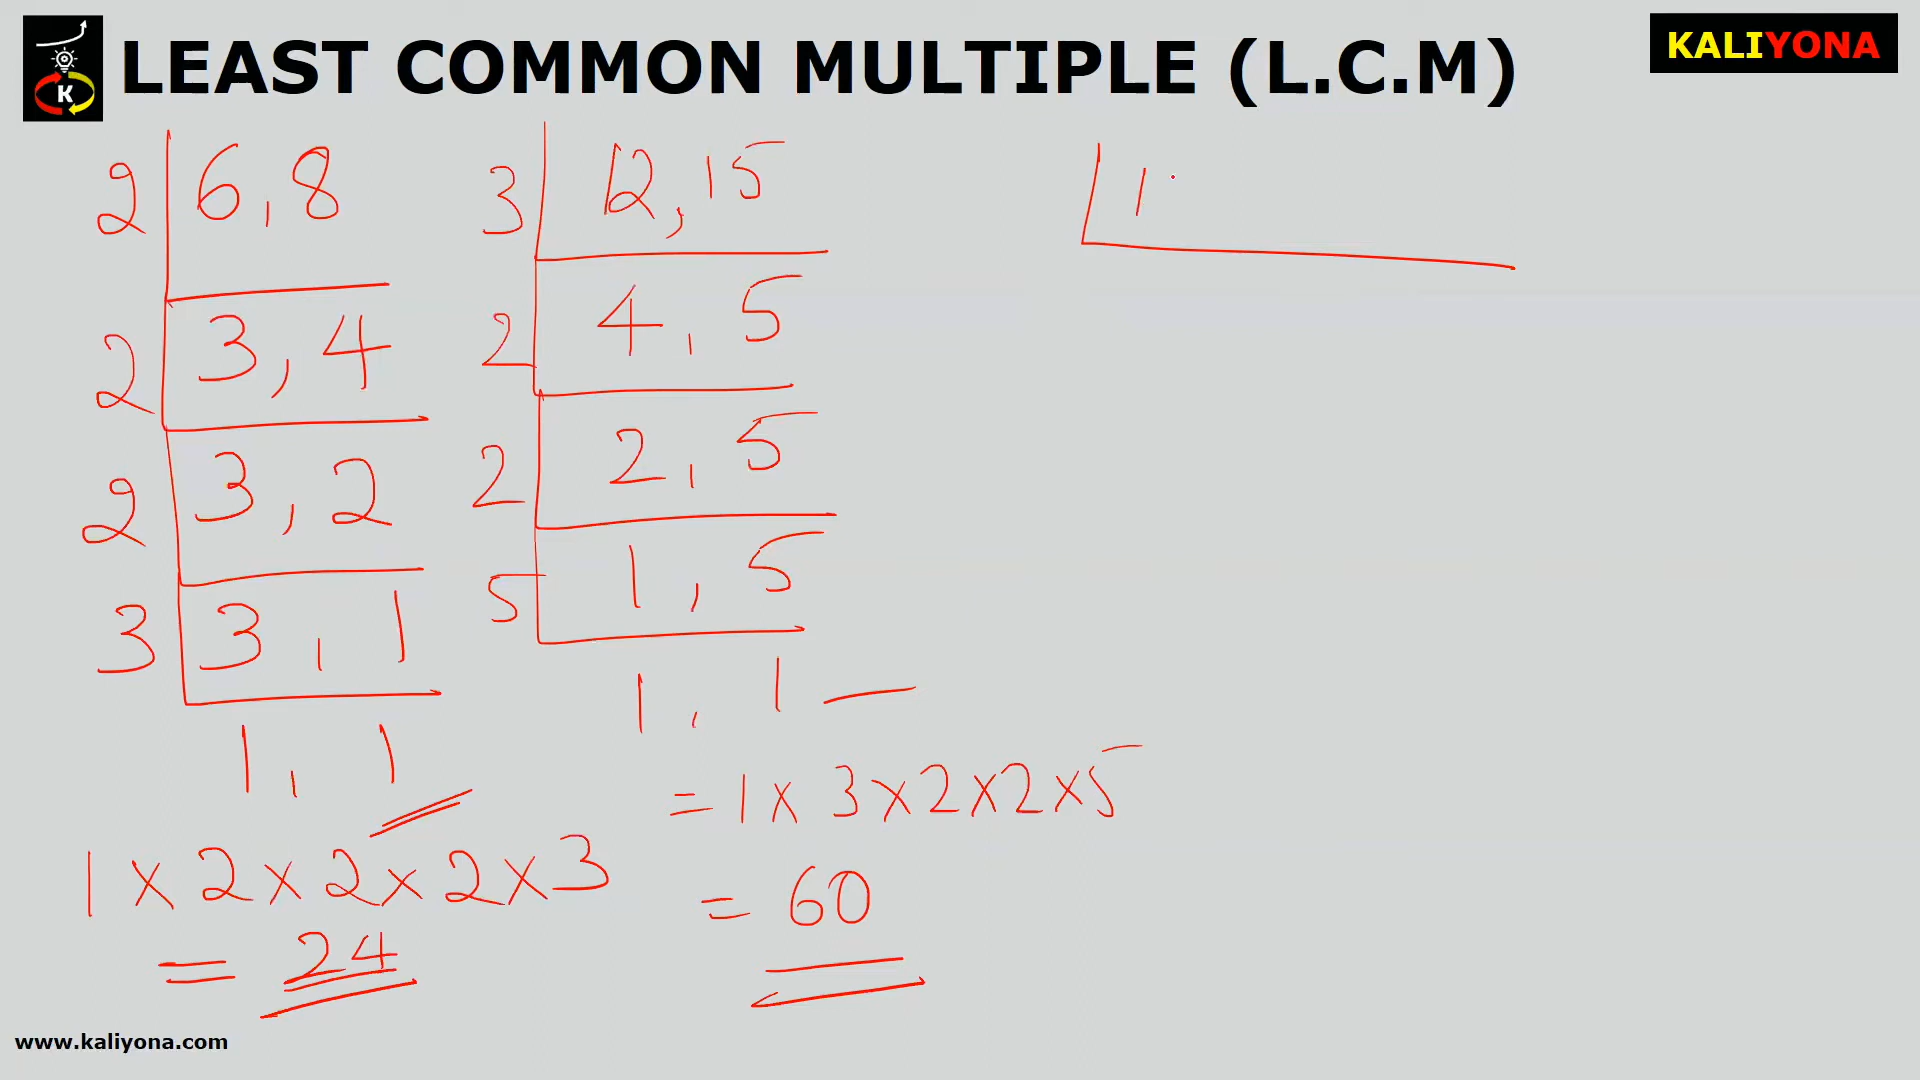 K
LEAST COMMON MULTIPLE (L.C.M)
KALIYONA
2 6, 8
2 3, 4
2 3, 2
3 3, 1
1, 1
1 x 2 x 2 x 2 x 3
= 24
3 12, 15
2 4, 5
2 2, 5
5 1, 5
1, 1
= 1 x 3 x 2 x 2 x 5
= 60
1
www.kaliyona.com